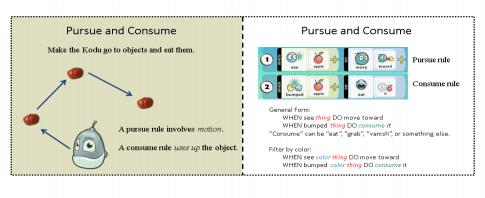 Pursue and Consume
Make the Kodu go to objects and eat them.
A pursue rule involves motion.
A consume rule uses up the object.
Pursue and Consume
1 see apple + move toward +
Pursue rule
2 bumped apple + eat it
Consume rule
General Form:
WHEN see thing DO move toward
WHEN bumped thing DO consume it
"Consume" can be "eat", "grab", "vanish", or something else.
Filter by color:
WHEN see color thing DO move toward
WHEN bumped color thing DO consume it